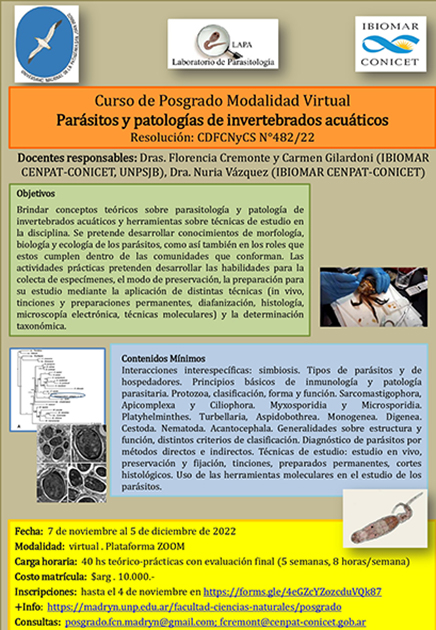 LAPA
Laboratorio de Parasitología
IBIOMAR
CONICET
Curso de Posgrado Modalidad Virtual
Parásitos y patologías de invertebrados acuáticos
Resolución: CDFCNyCS N°482/22
Docentes responsables: Dras. Florencia Cremonte y Carmen Gilardoni (IBIOMAR
CENPAT-CONICET, UNPSJB), Dra. Nuria Vázquez (IBIOMAR CENPAT-CONICET)
Objetivos
Brindar conceptos teóricos sobre parasitología y patología de
invertebrados acuáticos y herramientas sobre técnicas de estudio en
la disciplina. Se pretende desarrollar conocimientos de morfología,
biología y ecología de los parásitos, como así también en los roles que
estos cumplen dentro de las comunidades que conforman. Las
actividades prácticas pretenden desarrollar las habilidades para la
colecta de especímenes, el modo de preservación, la preparación para
su estudio mediante la aplicación de distintas técnicas (in vivo,
tinciones y preparaciones permanentes, diafanización, histología,
microscopía electrónica, técnicas moleculares) y la determinación
taxonómica.
Contenidos Mínimos
Interacciones interespecíficas: simbiosis. Tipos de parásitos y de
hospedadores. Principios básicos de inmunología y patología
parasitaria. Protozoa, clasificación, forma y función. Sarcomastigophora,
Apicomplexa y Ciliophora. Myxosporidia y Microsporidia.
Platyhelminthes. Turbellaria, Aspidobothrea. Monogenea. Digenea.
Cestoda. Nematoda. Acantocephala. Generalidades sobre estructura y
función, distintos criterios de clasificación. Diagnóstico de parásitos por
métodos directos e indirectos. Técnicas de estudio: estudio en vivo,
preservación y fijación, tinciones, preparados permanentes, cortes
histológicos. Uso de las herramientas moleculares en el estudio de los
parásitos.
A
Fecha: 7 de noviembre al 5 de diciembre de 2022
Modalidad: virtual . Plataforma ZOOM
Carga horaria: 40 hs teórico-prácticas con evaluación final (5 semanas, 8 horas/semana)
Costo matrícula: $arg . 10.000.-
Inscripciones: hasta el 4 de noviembre en https://forms.gle/4eGZcYZozcduVQk87
+Info: https://madryn.unp.edu.ar/facultad-ciencias-naturales/posgrado
Consultas: posgrado.fcn.madryn@gmail.com; fcremont@cenpat-conicet.gob.ar